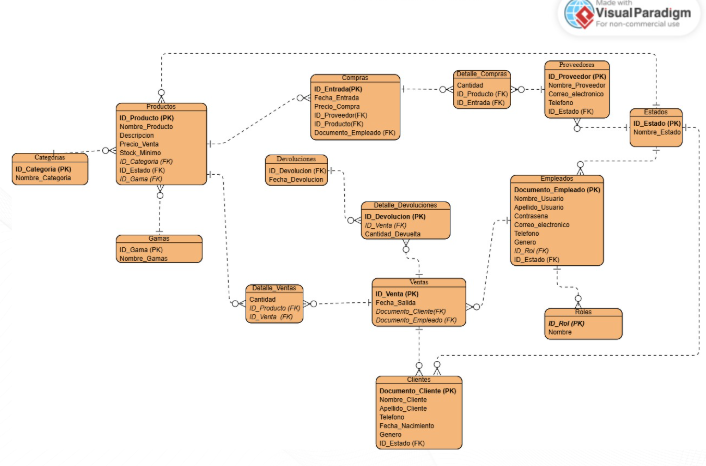 Made with
Visual Paradigm
For non-commercial use
Proveedores
ID_Proveedor (PK)
Nombre_Proveedor
Correo_electronico
Telefono
ID_Estado (FK)
Detalle_Compras
Cantidad
ID_Producto (FK)
ID_Entrada (FK)
Compras
ID_Entrada(PK)
Fecha_Entrada
Precio_Compra
ID_Proveedor(FK)
ID_Producto(FK)
Documento_Empleado (FK)
Productos
ID_Producto (PK)
Nombre_Producto
Descripcion
Precio_Venta
Stock_Minimo
ID_Categoria (FK)
ID_Estado (FK)
ID_Gama (FK)
Estados
ID_Estado (PK)
Nombre_Estado
Categorias
ID_Categoria (PK)
Nombre_Categoria
Devoluciones
ID_Devolucion (FK)
Fecha_Devolucion
Empleados
Documento_Empleado (PK)
Nombre_Usuario
Apellido_Usuario
Contrasena
Correo_electronico
Telefono
Genero
ID_Rol (FK)
ID_Estado (FK)
Detalle_Devoluciones
ID_Devolucion (PK)
ID_Venta (FK)
Cantidad_Devuelta
Gamas
ID_Gama (PK)
Nombre_Gamas
Detalle_Ventas
Cantidad
ID_Producto (FK)
ID_Venta (FK)
Ventas
ID_Venta (PK)
Fecha_Salida
Documento_Cliente(FK)
Documento_Empleado (FK)
Roles
ID_Rol (PK)
Nombre
Clientes
Documento_Cliente (PK)
Nombre_Cliente
Apellido_Cliente
Telefono
Fecha_Nacimiento
Genero
ID_Estado (FK)